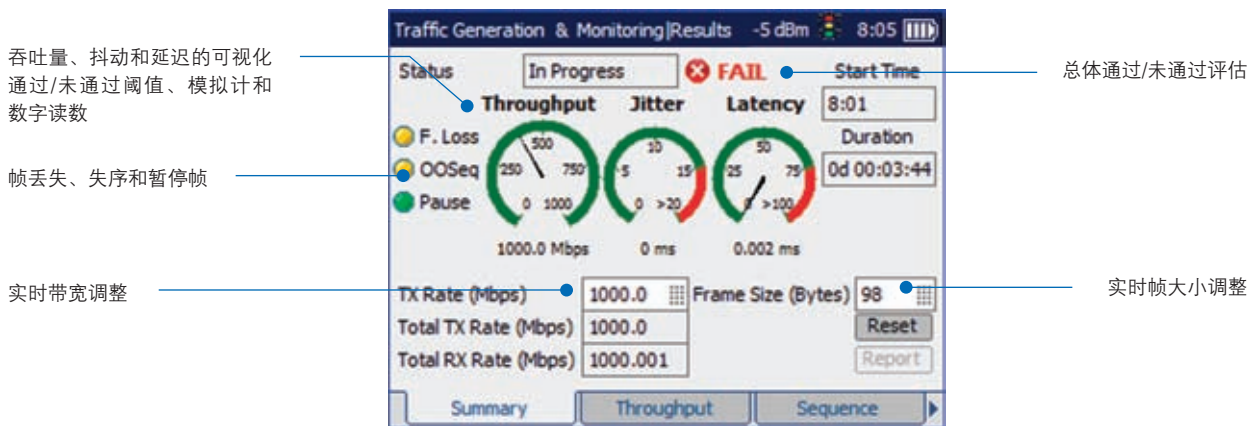 Traffic Generation & Monitoring|Results -5 dBm 8:05
吞吐量、抖动和延迟的可视化
通过/未通过阈值、模拟计和
数字读数
Status In Progress FAIL Start Time
总体通过/未通过评估
Throughput Jitter Latency 8:01
F. Loss 500 10 50 Duration
帧丢失、失序和暂停帧
OOSeq 250 750 5 15 25 75 0d 00:03:44
Pause 0 1000 0 >20 0 >100
1000.0 Mbps 0 ms 0.002 ms
实时带宽调整
TX Rate (Mbps) 1000.0 Frame Size (Bytes) 98
实时帧大小调整
Total TX Rate (Mbps) 1000.0 Reset
Total RX Rate (Mbps) 1000.001 Report
Summary Throughput Sequence